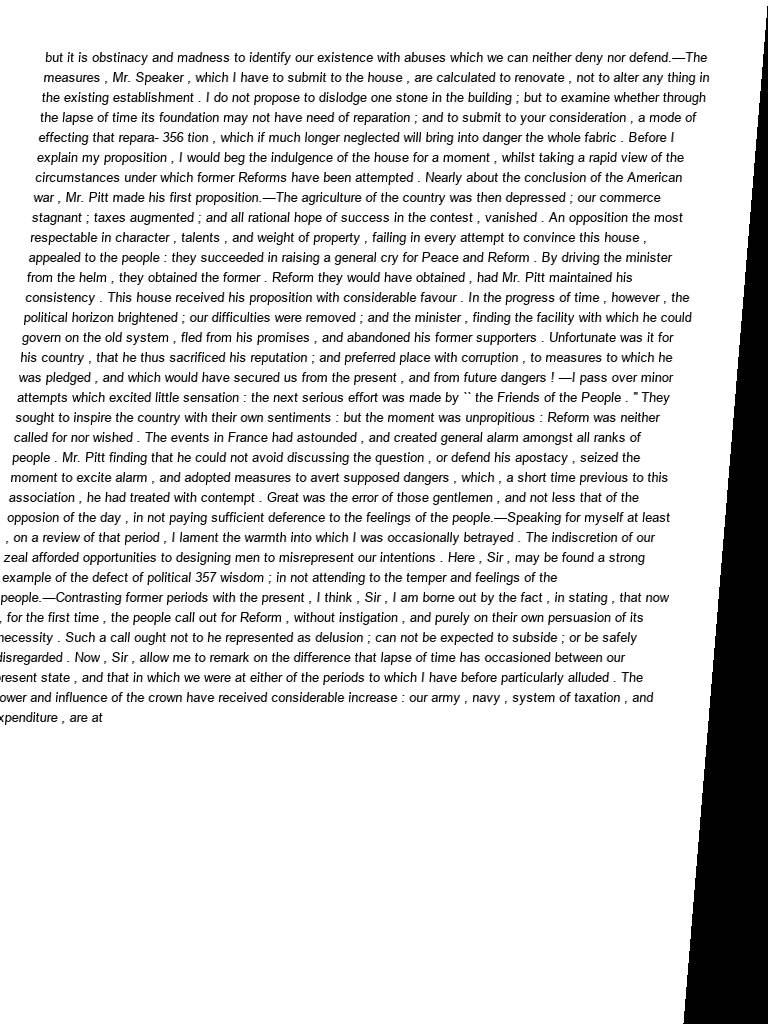 but it is obstinacy and madness to identify our existence with abuses which we can neither deny nor defend.—The
measures , Mr. Speaker , which I have to submit to the house , are calculated to renovate , not to alter any thing in
the existing establishment . I do not propose to dislodge one stone in the building ; but to examine whether through
the lapse of time its foundation may not have need of reparation ; and to submit to your consideration , a mode of
effecting that repara- 356 tion , which if much longer neglected will bring into danger the whole fabric . Before I
explain my proposition , I would beg the indulgence of the house for a moment , whilst taking a rapid view of the
circumstances under which former Reforms have been attempted . Nearly about the conclusion of the American
war , Mr. Pitt made his first proposition.—The agriculture of the country was then depressed ; our commerce
stagnant ; taxes augmented ; and all rational hope of success in the contest , vanished . An opposition the most
respectable in character , talents , and weight of property , failing in every attempt to convince this house ,
appealed to the people : they succeeded in raising a general cry for Peace and Reform . By driving the minister
from the helm , they obtained the former . Reform they would have obtained , had Mr. Pitt maintained his
consistency . This house received his proposition with considerable favour . In the progress of time , however , the
political horizon brightened ; our difficulties were removed ; and the minister , finding the facility with which he could
govern on the old system , fled from his promises , and abandoned his former supporters . Unfortunate was it for
his country , that he thus sacrificed his reputation ; and preferred place with corruption , to measures to which he
was pledged , and which would have secured us from the present , and from future dangers ! —I pass over minor
attempts which excited little sensation : the next serious effort was made by `` the Friends of the People . " They
sought to inspire the country with their own sentiments : but the moment was unpropitious : Reform was neither
called for nor wished . The events in France had astounded , and created general alarm amongst all ranks of
people . Mr. Pitt finding that he could not avoid discussing the question , or defend his apostacy , seized the
moment to excite alarm , and adopted measures to avert supposed dangers , which , a short time previous to this
association , he had treated with contempt . Great was the error of those gentlemen , and not less that of the
opposion of the day , in not paying sufficient deference to the feelings of the people.—Speaking for myself at least
, on a review of that period , I lament the warmth into which I was occasionally betrayed . The indiscretion of our
zeal afforded opportunities to designing men to misrepresent our intentions . Here , Sir , may be found a strong
example of the defect of political 357 wisdom ; in not attending to the temper and feelings of the
people.—Contrasting former periods with the present , I think , Sir , I am borne out by the fact , in stating , that now
, for the first time , the people call out for Reform , without instigation , and purely on their own persuasion of its
necessity . Such a call ought not to he represented as delusion ; can not be expected to subside ; or be safely
disregarded . Now , Sir , allow me to remark on the difference that lapse of time has occasioned between our
present state , and that in which we were at either of the periods to which I have before particularly alluded . The
ower and influence of the crown have received considerable increase : our army , navy , system of taxation , and
xpenditure , are at